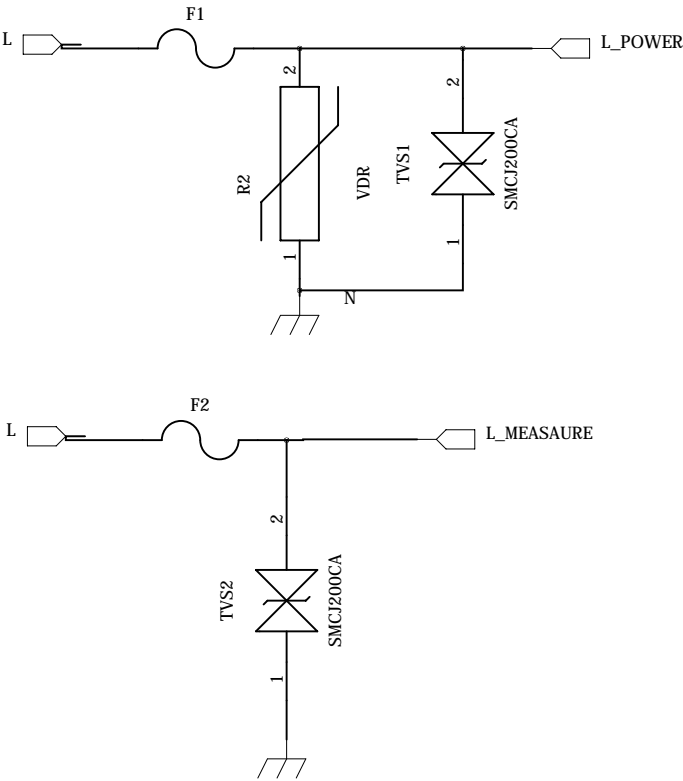 F1
L
L_POWER
2
2
R2
VDR
TVS1
SMCJ200CA
1
1
N
F2
L
L_MEASAURE
2
TVS2
SMCJ200CA
1